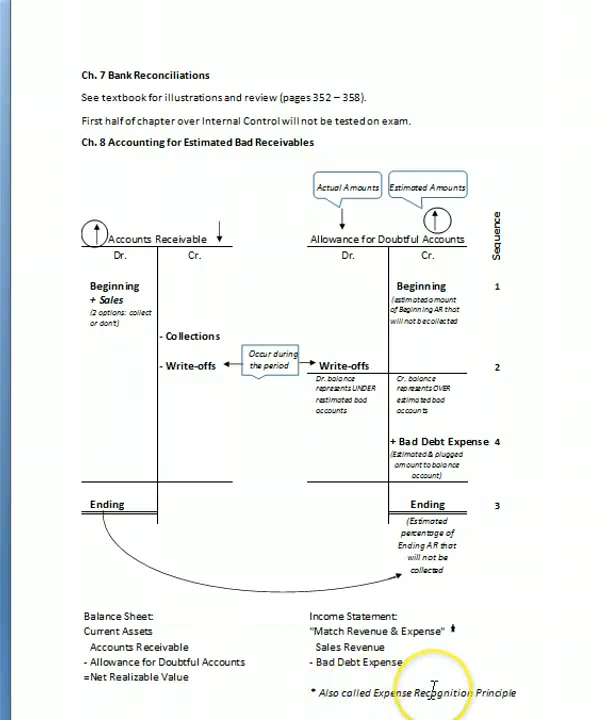 Ch. 7 Bank Reconciliations
See textbook for illustrations and review (pages 352 – 358).
First half of chapter over Internal Control will not be tested on exam.
Ch. 8 Accounting for Estimated Bad Receivables
Actual Amounts
Estimated Amounts
Accounts Receivable
Allowance for Doubtful Accounts
Sequence
Dr.
Cr.
Dr.
Cr.
Beginning
+ Sales
(2 options: collect
or don't)
Beginning
1
(estimated amount
of Beginning AR that
will not be collected
- Collections
- Write-offs
Occur during
the period
Write-offs
2
Dr. balance
represents UNDER
restimated bad
accounts
Cr. balance
represents OVER
estimated bad
accounts
+ Bad Debt Expense
4
(Estimated & plugged
amount to balance
account)
Ending
Ending
3
(Estimated
percentage of
Ending AR that
will not be
collected
Balance Sheet:
Current Assets
Accounts Receivable
- Allowance for Doubtful Accounts
=Net Realizable Value
Income Statement:
"Match Revenue & Expense" *
Sales Revenue
- Bad Debt Expense
* Also called Expense Recognition Principle